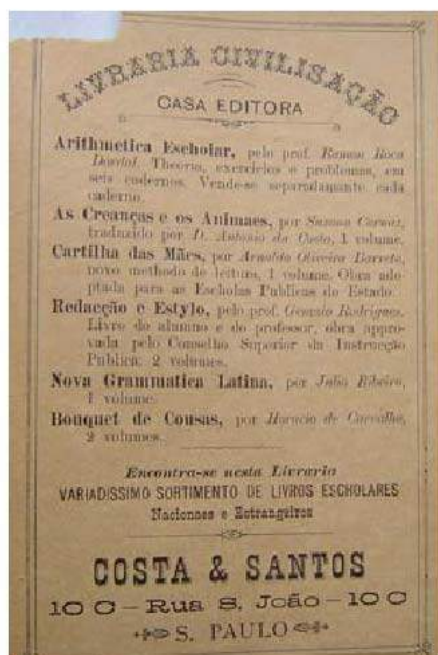 LIVRARIA CIVILISAÇÃO
CASA EDITORA
Arithmetica Escholar, pelo prof. Ramon Roca
Dordal. Theoria, exercicios e problemas, em
seis cadernos. Vende-se separadamente cada
caderno.
As Creanças e os Animaes, por
traduzido por D. Antonio da Costa, 1 volume.
Cartilha das Mães, por Arnaldo Oliveira Barreto,
novo methodo de leitura, 1 volume. Obra ado-
ptada para as Escholas Publicas do Estado.
Redacção e Estylo, pelo prof. Rodrigues.
Livro do alumno e do professor, obra appro-
vada pelo Conselho Superior da Instrucção
Publica. 2 volumes.
Nova Grammatica Latina, por Julio Ribeiro,
1 volume.
Bouquet de Cousas, por Horacio de Carvalho,
2 volumes.
Encontra-se nesta Livraria
VARIADISSIMO SORTIMENTO DE LIVROS ESCHOLARES
Nacionaes e Estrangeiros
COSTA & SANTOS
10 C – Rua S. João – 10 C
S. PAULO